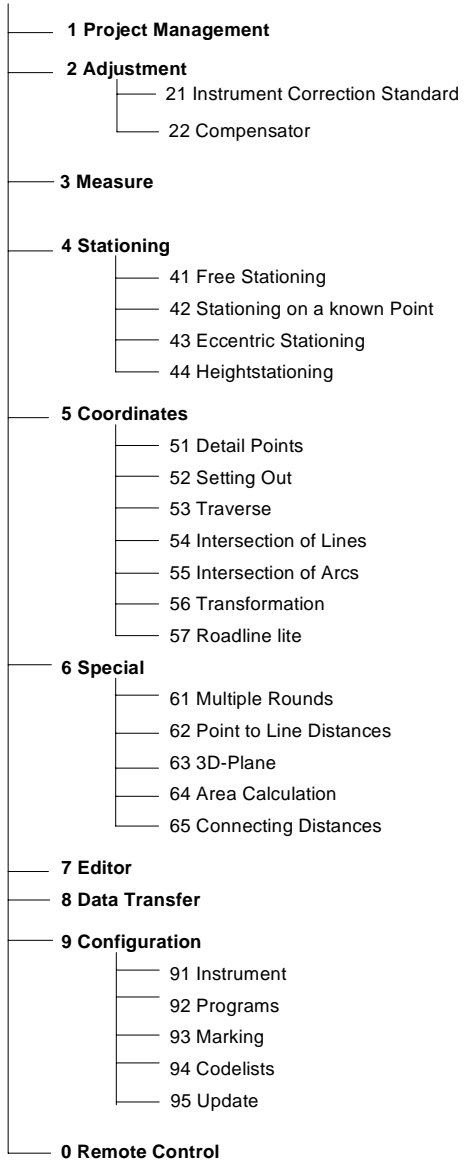 1 Project Management
2 Adjustment
21 Instrument Correction Standard
22 Compensator
3 Measure
4 Stationing
41 Free Stationing
42 Stationing on a known Point
43 Eccentric Stationing
44 Heightstationing
5 Coordinates
51 Detail Points
52 Setting Out
53 Traverse
54 Intersection of Lines
55 Intersection of Arcs
56 Transformation
57 Roadline lite
6 Special
61 Multiple Rounds
62 Point to Line Distances
63 3D-Plane
64 Area Calculation
65 Connecting Distances
7 Editor
8 Data Transfer
9 Configuration
91 Instrument
92 Programs
93 Marking
94 Codelists
95 Update
0 Remote Control